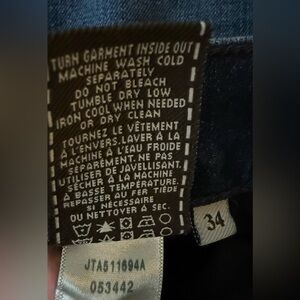 TURN GARMENT INSIDE OUT
MACHINE WASH COLD
SEPARATELY
DO NOT BLEACH
TUMBLE DRY LOW
IRON COOL WHEN NEEDED
OR DRY CLEAN
TOURNEZ LE VÊTEMENT
À L'ENVERS. LAVER À LA
MACHINE À L'EAU FROIDE
SÉPARÉMENT. NE PAS
UTILISER DE JAVELLISANT.
SÉCHER À LA MACHINE
À BASSE TEMPÉRATURE.
REPASSER AU FER TIÈDE
SI NÉCESSAIRE
OU NETTOYER À SEC.
34
JTA511694A
053442